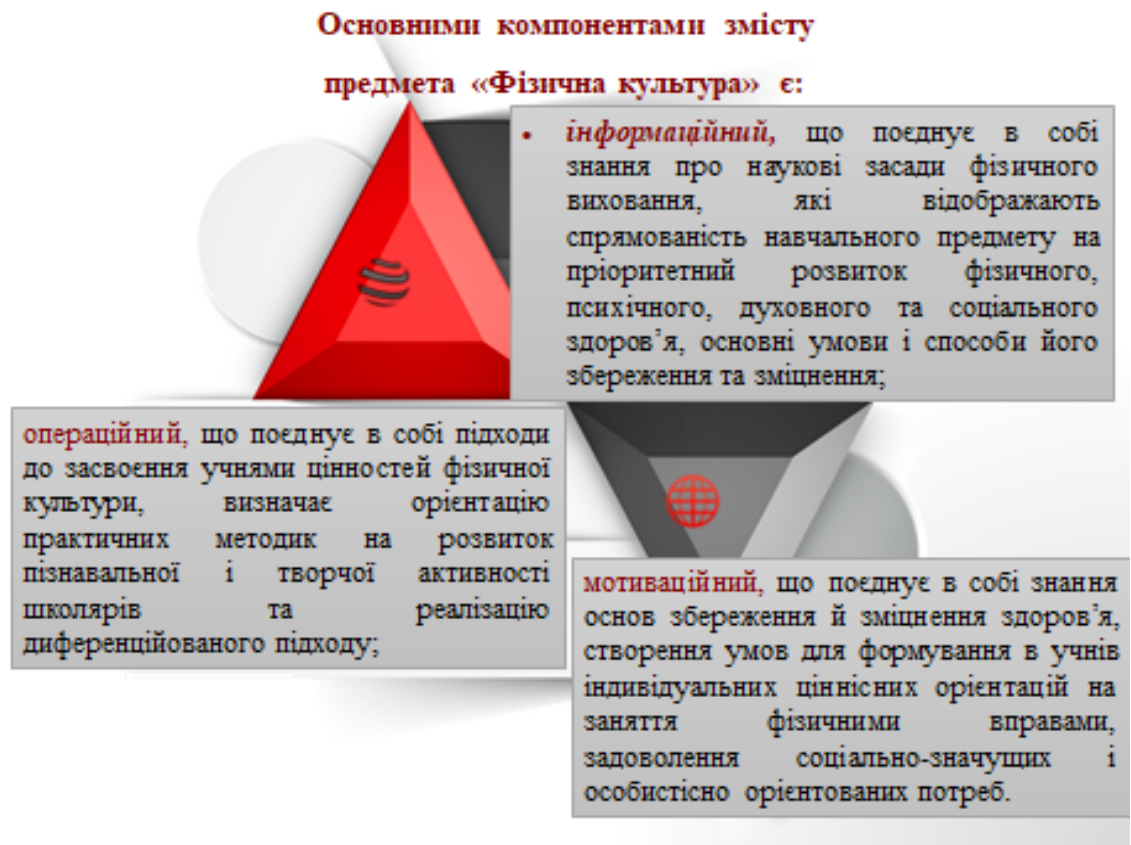 Основними компонентами змісту
предмета «Фізична культура» є:
• інформаційний, що поєднує в собі
знання про наукові засади фізичного
виховання, які відображають
спрямованість навчального предмету на
пріоритетний розвиток фізичного,
психічного, духовного та соціального
здоров’я, основні умови і способи його
збереження та зміцнення;
операційний, що поєднує в собі підходи
до засвоєння учнями цінностей фізичної
культури, визначає орієнтацію
практичних методик на розвиток
пізнавальної і творчої активності
школярів та реалізацію
диференційованого підходу;
мотиваційний, що поєднує в собі знання
основ збереження й зміцнення здоров’я,
створення умов для формування в учнів
індивідуальних ціннісних орієнтацій на
заняття фізичними вправами,
задоволення соціально-значущих і
особистісно орієнтованих потреб.